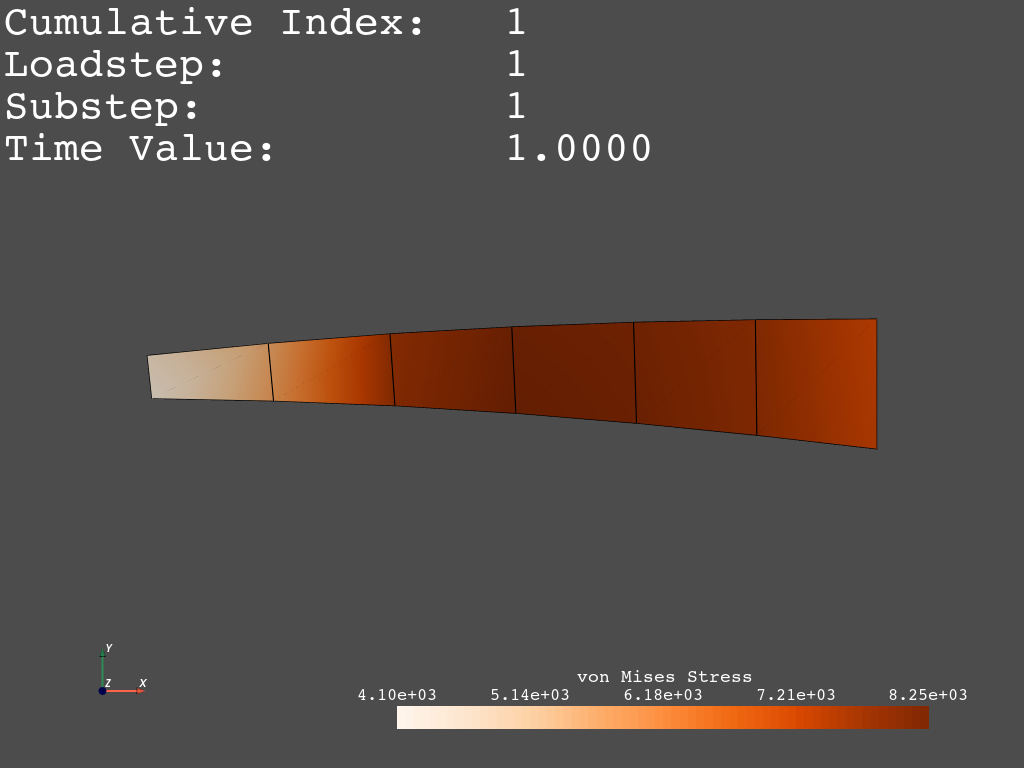 Cumulative Index: 1
Loadstep: 1
Substep: 1
Time Value: 1.0000
Y
Z X
von Mises Stress
4.10e+03 5.14e+03 6.18e+03 7.21e+03 8.25e+03